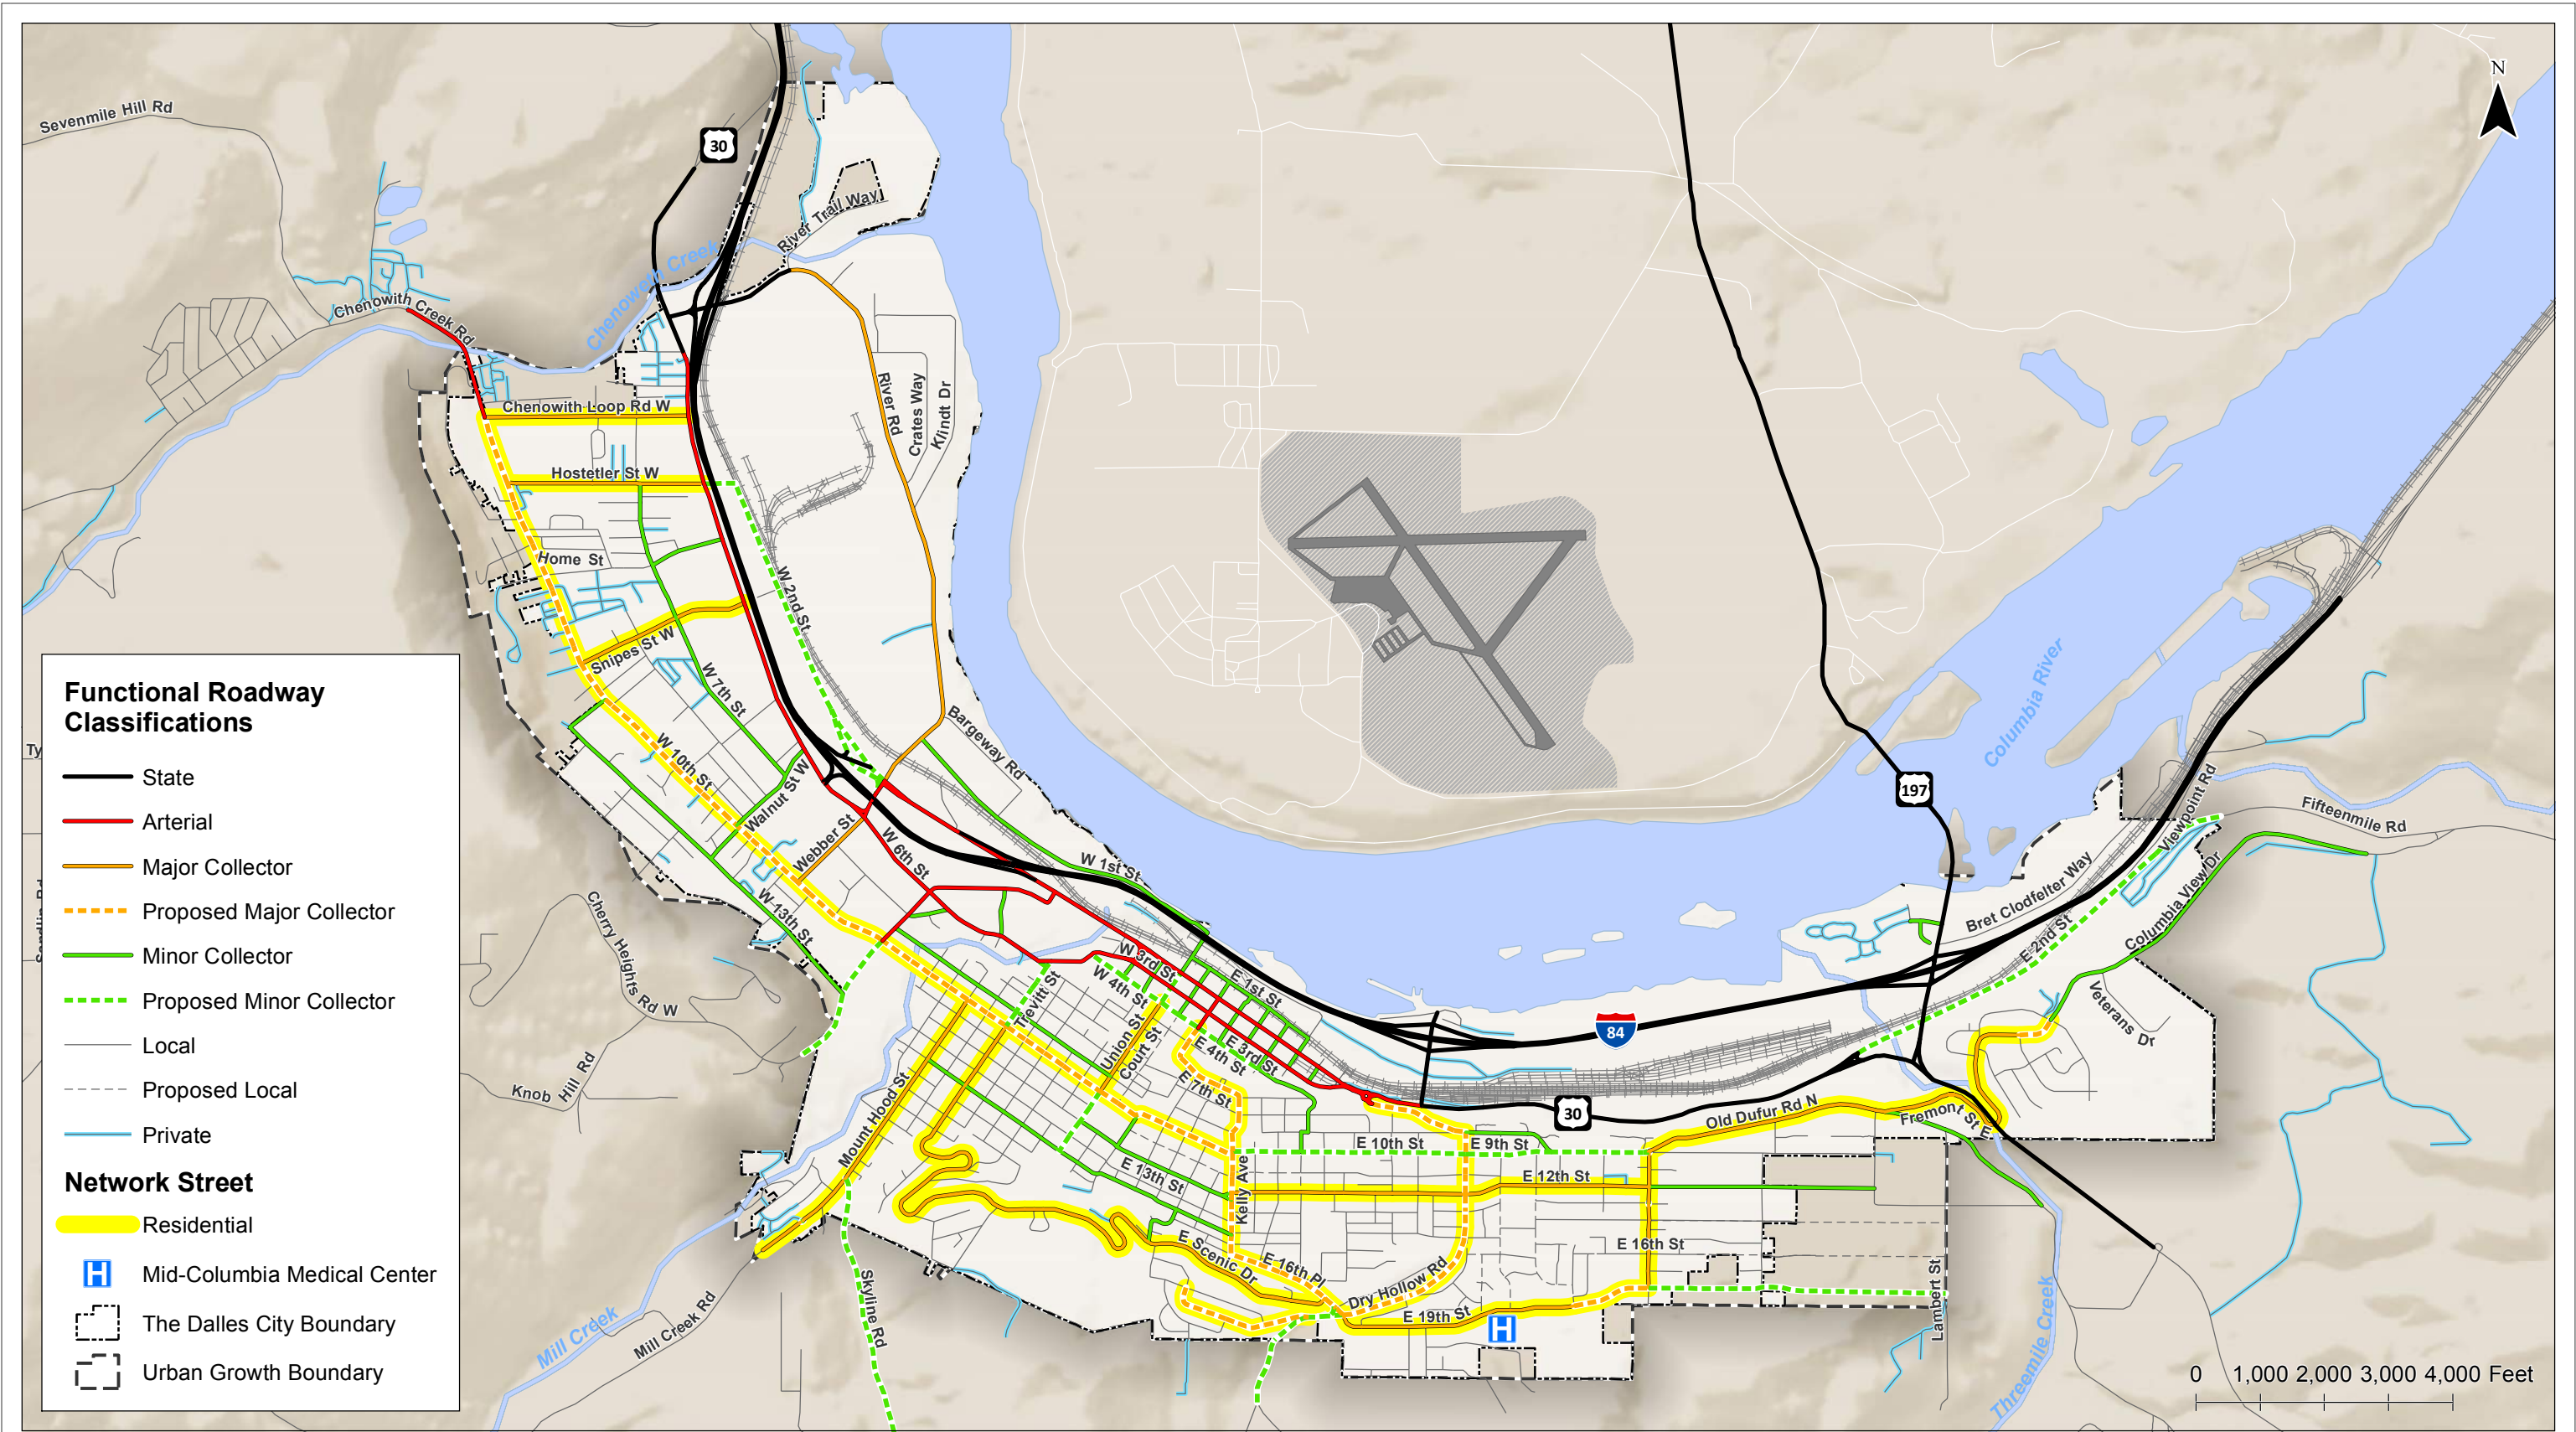 N
30
Sevenmile Hill Rd
River Trail Way
Chenoweth Creek
Chenowith Creek Rd
Chenowith Loop Rd W
River Rd
Crates Way
Klindt Dr
Hostetler St W
Home St
W 2nd St
Snipes St W
W 7th St
Bargeway Rd
W 10th St
Walnut St W
Webber St
W 6th St
W 1st St
W 13th St
Cherry Heights Rd W
Knob Hill Rd
W 3rd St
W 4th St
E 1st St
Trevitt St
Union St
Court St
E 3rd St
E 4th St
E 7th St
Mount Hood St
E 13th St
Kelly Ave
E 10th St
E 9th St
E 12th St
E 16th St
E 16th Pl
E Scenic Dr
Dry Hollow Rd
E 19th St
H
Skyline Rd
Mill Creek Rd
Mill Creek
84
30
197
Columbia River
Viewpoint Rd
Fifteenmile Rd
Bret Clodfelter Way
E 2nd St
Columbia View Dr
Veterans Dr
Old Dufur Rd N
Fremont St E
Lambert St
Threemile Creek
Ty
Functional Roadway
Classifications
State
Arterial
Major Collector
Proposed Major Collector
Minor Collector
Proposed Minor Collector
Local
Proposed Local
Private
Network Street
Residential
H Mid-Columbia Medical Center
The Dalles City Boundary
Urban Growth Boundary
0 1,000 2,000 3,000 4,000 Feet